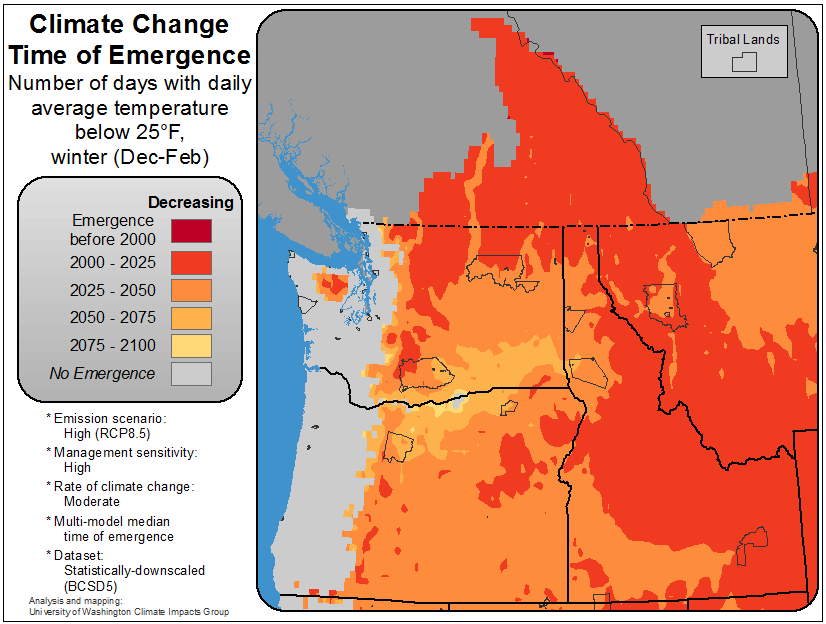 Climate Change
Time of Emergence
Number of days with daily
average temperature
below 25°F,
winter (Dec-Feb)
Decreasing
Emergence
before 2000
2000 - 2025
2025 - 2050
2050 - 2075
2075 - 2100
No Emergence
* Emission scenario:
High (RCP8.5)
* Management sensitivity:
High
* Rate of climate change:
Moderate
* Multi-model median
time of emergence
* Dataset:
Statistically-downscaled
(BCSD5)
Analysis and mapping:
University of Washington Climate Impacts Group
Tribal Lands